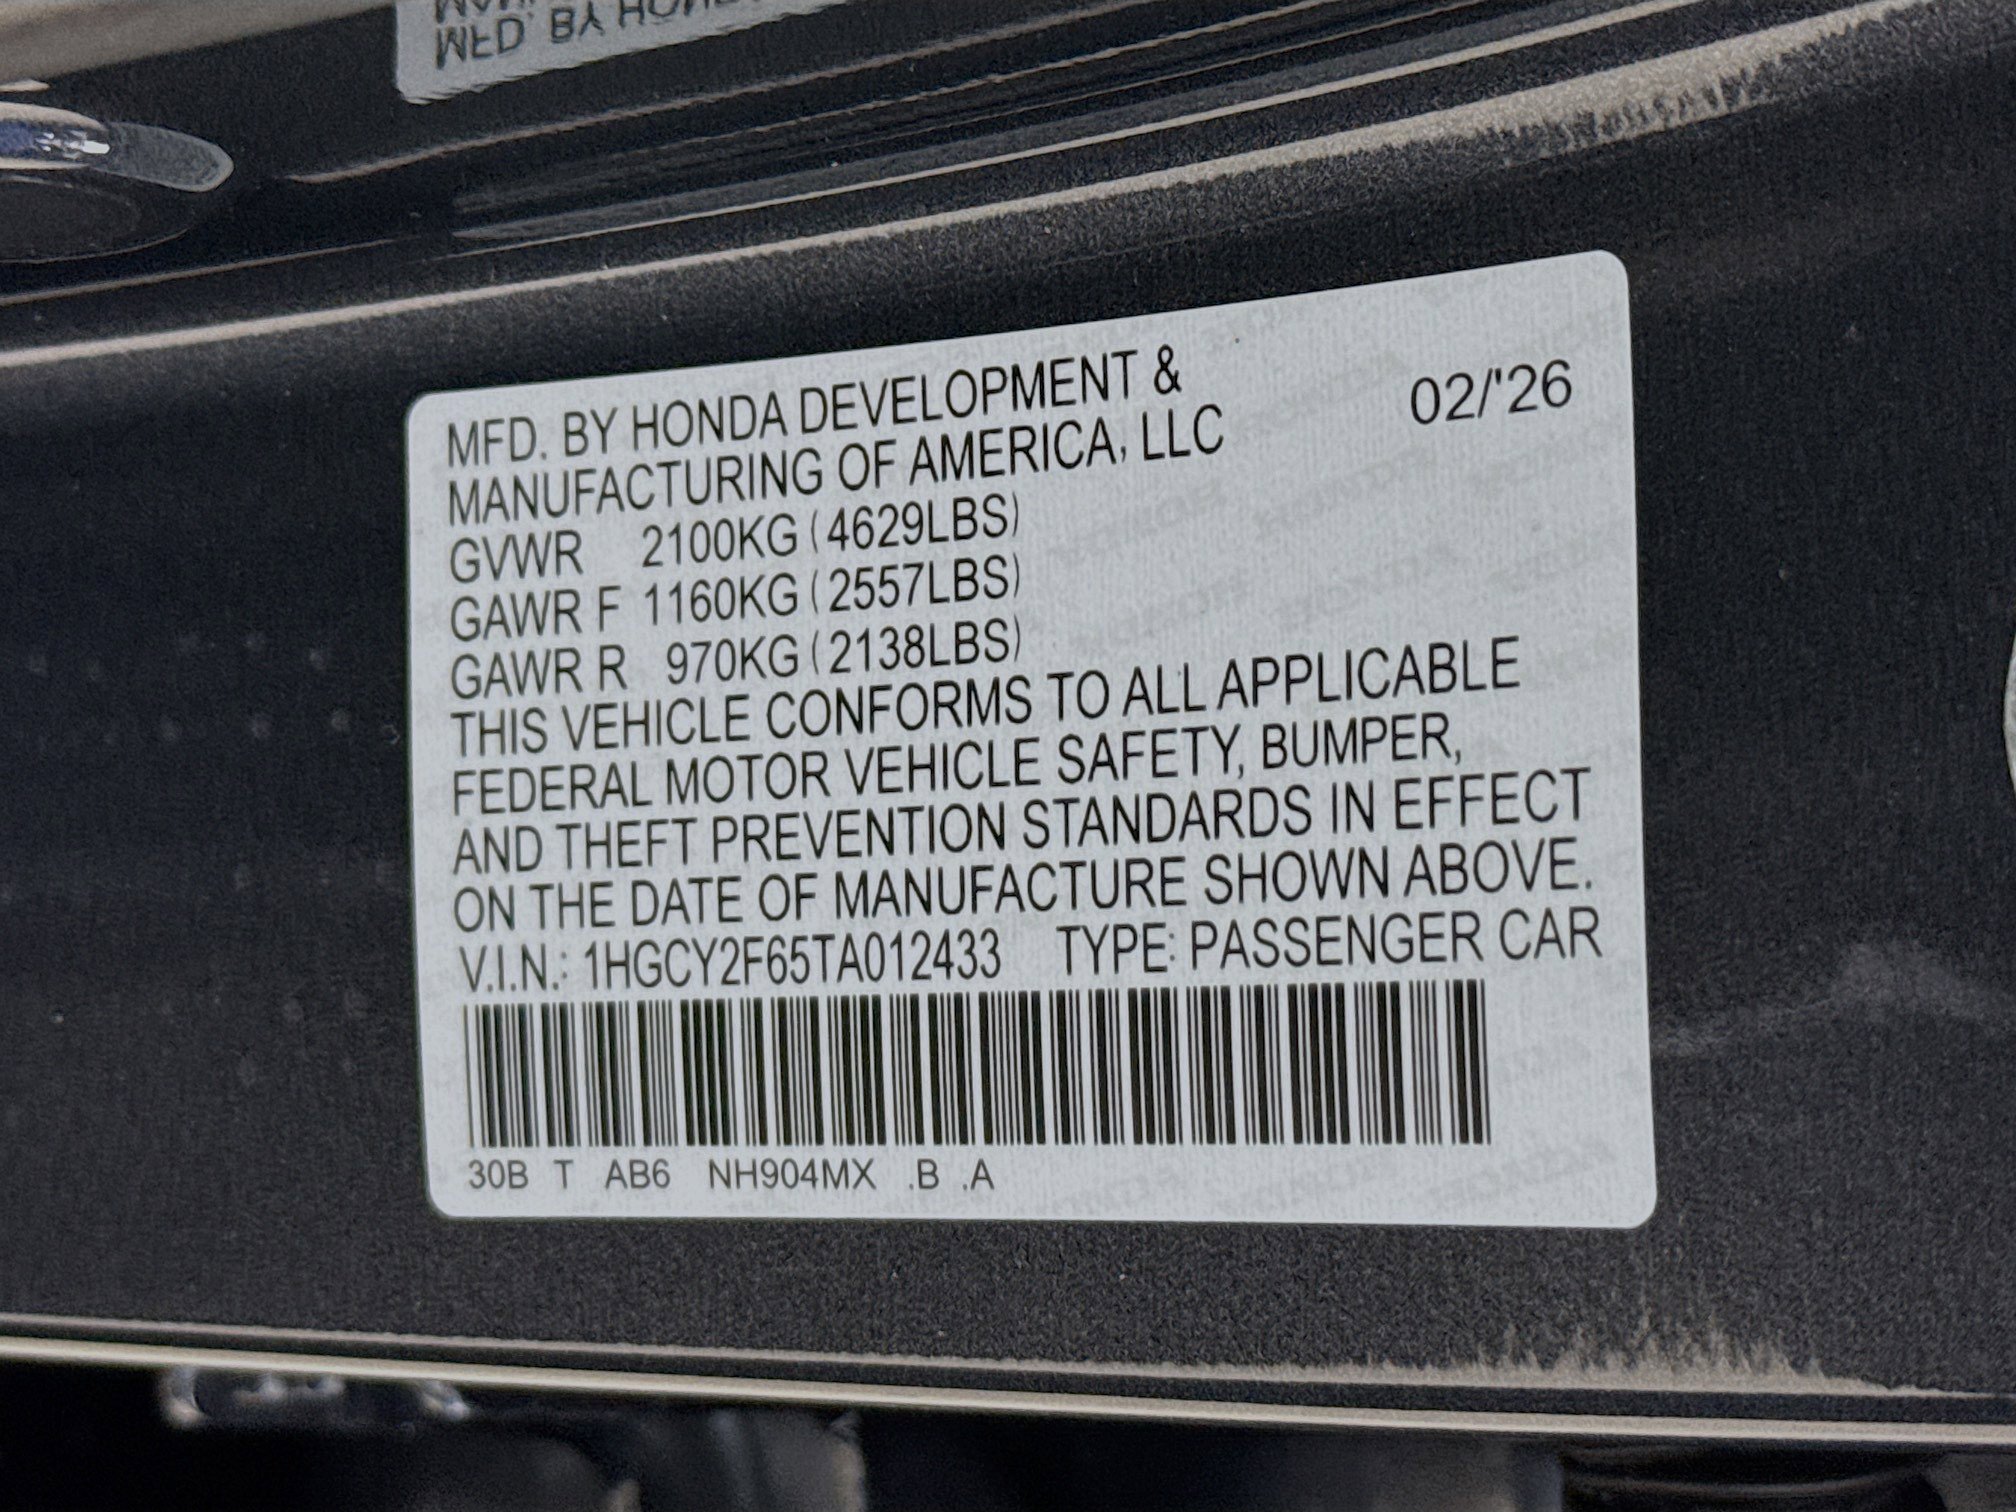 MFD. BY HONDA DEVELOPMENT &
MANUFACTURING OF AMERICA, LLC
02/'26
GVWR 2100KG (4629LBS)
GAWR F 1160KG (2557LBS)
GAWR R 970KG (2138LBS)
THIS VEHICLE CONFORMS TO ALL APPLICABLE
FEDERAL MOTOR VEHICLE SAFETY, BUMPER,
AND THEFT PREVENTION STANDARDS IN EFFECT
ON THE DATE OF MANUFACTURE SHOWN ABOVE.
V.I.N.: 1HGCY2F65TA012433 TYPE: PASSENGER CAR
30B T AB6 NH904MX .B .A